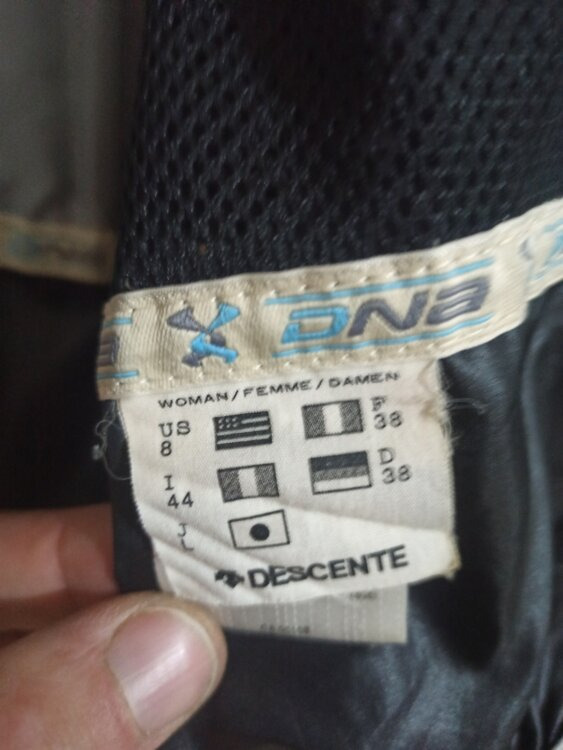 DNA
WOMAN/FEMME/DAMEN
US F
8 38
I D
44 38
J
L
DESCENTE